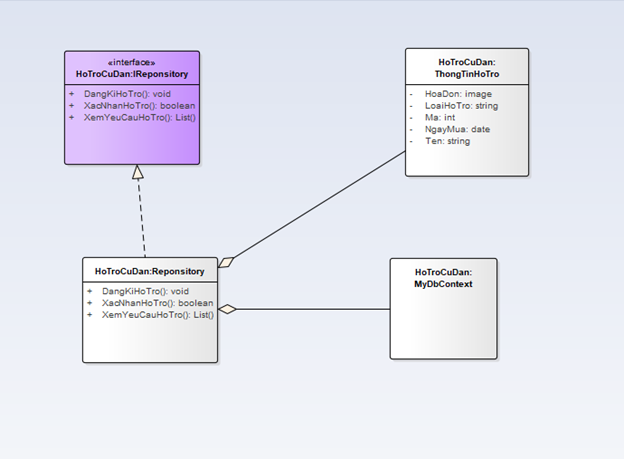 «interface»
HoTroCuDan:IReponsitory
+ DangKiHoTro(): void
+ XacNhanHoTro(): boolean
+ XemYeuCauHoTro(): List()
HoTroCuDan:
ThongTinHoTro
- HoaDon: image
- LoaiHoTro: string
- Ma: int
- NgayMua: date
- Ten: string
HoTroCuDan:Reponsitory
+ DangKiHoTro(): void
+ XacNhanHoTro(): boolean
+ XemYeuCauHoTro(): List()
HoTroCuDan:
MyDbContext